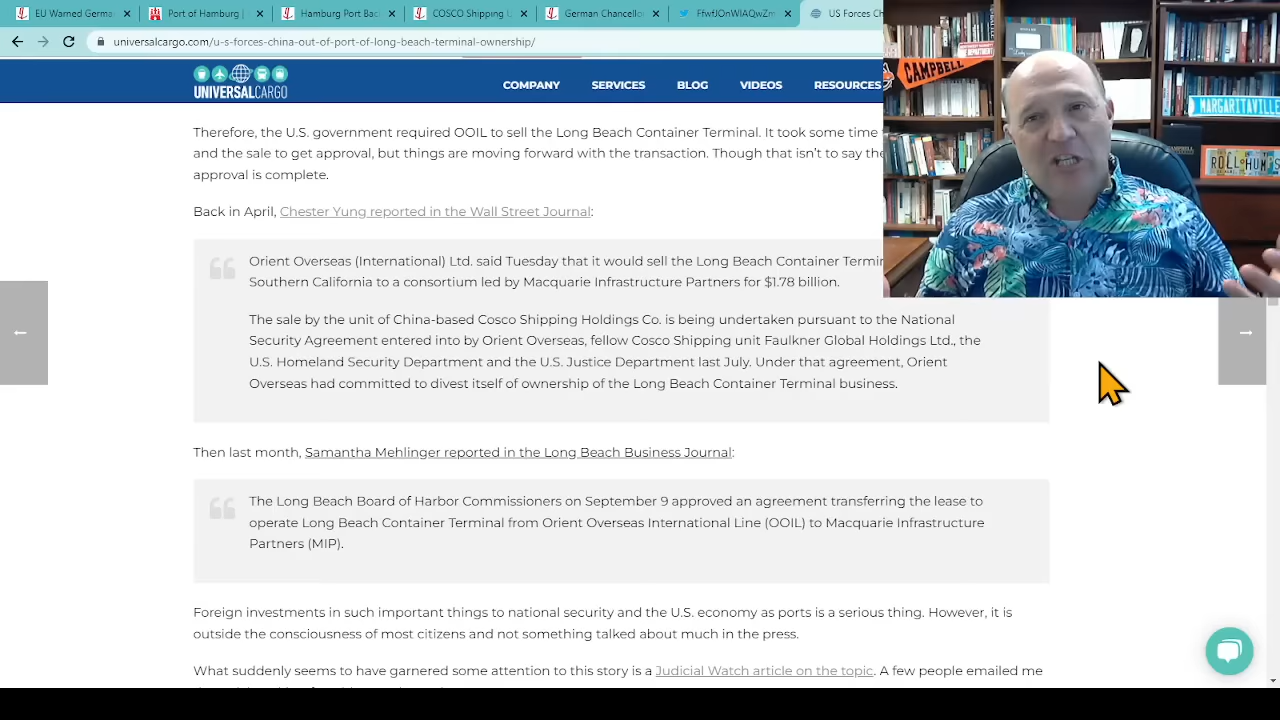 EU Warned Germa
Port of Hamburg |
Hamburg Port Bac
COSCO Shipping U
German Chancellor
FfwfJOnWlAQwZm
US Forces Ch
universalcargo.com/u-s-forces-china-out-of-port-of-long-beach-terminal-ownership/
UNIVERSALCARGO
COMPANY
SERVICES
BLOG
VIDEOS
RESOURCES
CAMPBELL
MARGARITAVILLE
ROLL HUMPS
Therefore, the U.S. government required OOIL to sell the Long Beach Container Terminal. It took some time
and the sale to get approval, but things are moving forward with the transaction. Though that isn't to say the
approval is complete.
Back in April, Chester Yung reported in the Wall Street Journal:
Orient Overseas (International) Ltd. said Tuesday that it would sell the Long Beach Container Termin
Southern California to a consortium led by Macquarie Infrastructure Partners for $1.78 billion.
The sale by the unit of China-based Cosco Shipping Holdings Co. is being undertaken pursuant to the National
Security Agreement entered into by Orient Overseas, fellow Cosco Shipping unit Faulkner Global Holdings Ltd., the
U.S. Homeland Security Department and the U.S. Justice Department last July. Under that agreement, Orient
Overseas had committed to divest itself of ownership of the Long Beach Container Terminal business.
Then last month, Samantha Mehlinger reported in the Long Beach Business Journal:
The Long Beach Board of Harbor Commissioners on September 9 approved an agreement transferring the lease to
operate Long Beach Container Terminal from Orient Overseas International Line (OOIL) to Macquarie Infrastructure
Partners (MIP).
Foreign investments in such important things to national security and the U.S. economy as ports is a serious thing. However, it is
outside the consciousness of most citizens and not something talked about much in the press.
What suddenly seems to have garnered some attention to this story is a Judicial Watch article on the topic. A few people emailed me